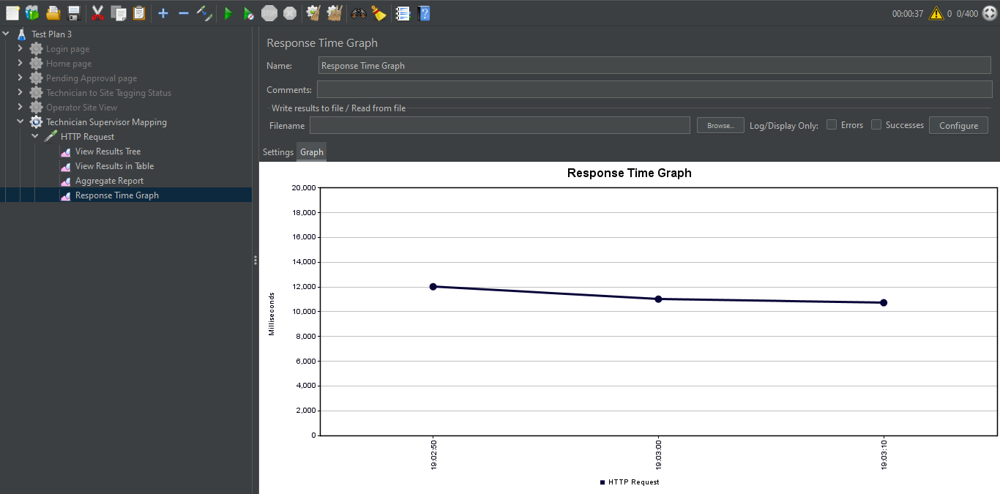 STOP
00:00:37 0 0/400
Test Plan 3
Login page
Home page
Pending Approval page
Technician to Site Tagging Status
Operator Site View
Technician Supervisor Mapping
HTTP Request
View Results Tree
View Results in Table
Aggregate Report
Response Time Graph
Response Time Graph
Name: Response Time Graph
Comments:
Write results to file / Read from file
Filename Browse... Log/Display Only: Errors Successes Configure
Settings Graph
Response Time Graph
20,000
18,000
16,000
14,000
12,000
10,000
8,000
6,000
4,000
2,000
0
Milliseconds
19:02:50 19:03:00 19:03:10
HTTP Request